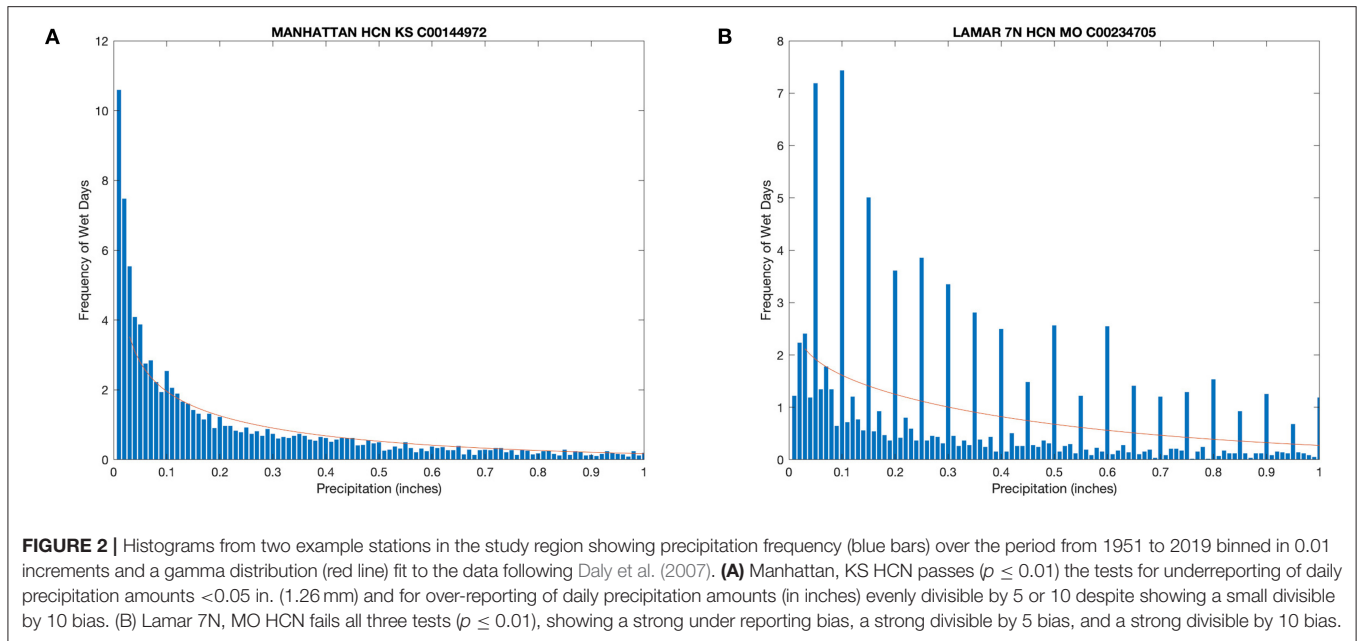 A
MANHATTAN HCN KS C00144972
12
10
8
6
4
2
0
Frequency of Wet Days
0 0.1 0.2 0.3 0.4 0.5 0.6 0.7 0.8 0.9 1
Precipitation (inches)
B
LAMAR 7N HCN MO C00234705
8
7
6
5
4
3
2
1
0
Frequency of Wet Days
0 0.1 0.2 0.3 0.4 0.5 0.6 0.7 0.8 0.9 1
Precipitation (inches)
FIGURE 2 | Histograms from two example stations in the study region showing precipitation frequency (blue bars) over the period from 1951 to 2019 binned in 0.01
increments and a gamma distribution (red line) fit to the data following Daly et al. (2007). (A) Manhattan, KS HCN passes (p ≤ 0.01) the tests for underreporting of daily
precipitation amounts <0.05 in. (1.26 mm) and for over-reporting of daily precipitation amounts (in inches) evenly divisible by 5 or 10 despite showing a small divisible
by 10 bias. (B) Lamar 7N, MO HCN fails all three tests (p ≤ 0.01), showing a strong under reporting bias, a strong divisible by 5 bias, and a strong divisible by 10 bias.